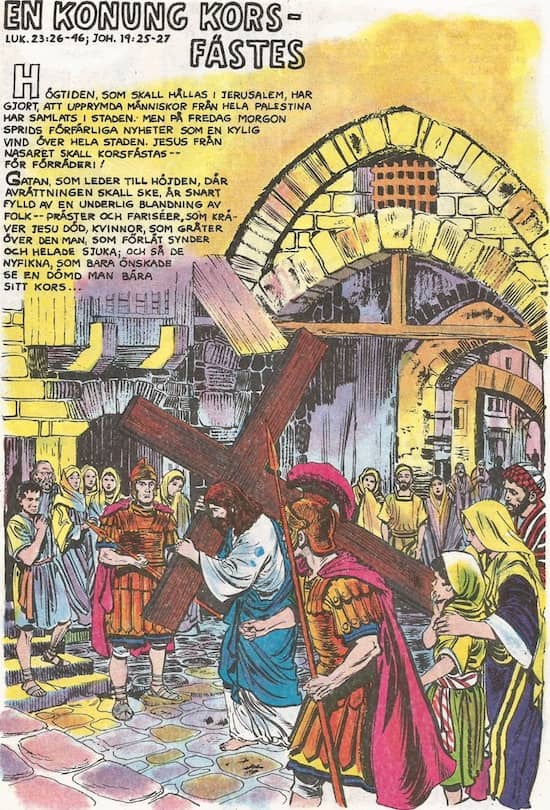 EN KONUNG KORS-
FÄSTES
LUK. 23:26-46; JOH. 19:25-27
HÖGTIDEN, SOM SKALL HÅLLAS I JERUSALEM, HAR
GJORT, ATT UPPRYMDA MÄNNISKOR FRÅN HELA PALESTINA
HAR SAMLATS I STADEN. MEN PÅ FREDAG MORGON
SPRIDS FÖRFÄRLIGA NYHETER SOM EN KYLIG
VIND ÖVER HELA STADEN. JESUS FRÅN
NASARET SKALL KORSFÄSTAS--
FÖR FÖRRÄDERI!
GATAN, SOM LEDER TILL HÖJDEN, DÄR
AVRÄTTNINGEN SKALL SKE, ÄR SNART
FYLLD AV EN UNDERLIG BLANDNING AV
FOLK--PRÄSTER OCH FARISÉER, SOM KRÄ-
VER JESU DÖD, KVINNOR, SOM GRÅTER
ÖVER DEN MAN, SOM FÖRLÅT SYNDER
OCH HELADE SJUKA; OCH SÅ DE
NYFIKNA, SOM BARA ÖNSKADE
SE EN DÖMD MAN BÄRA
SITT KORS...